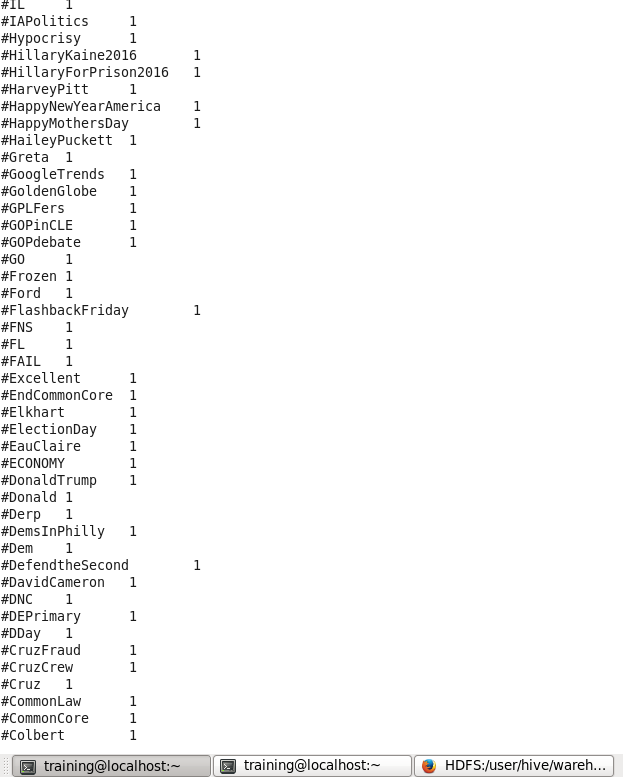 #IL 1
#IAPolitics 1
#Hypocrisy 1
#HillaryKaine2016 1
#HillaryForPrison2016 1
#HarveyPitt 1
#HappyNewYearAmerica 1
#HappyMothersDay 1
#HaileyPuckett 1
#Greta 1
#GoogleTrends 1
#GoldenGlobe 1
#GPLFers 1
#GOPinCLE 1
#GOPdebate 1
#GO 1
#Frozen 1
#Ford 1
#FlashbackFriday 1
#FNS 1
#FL 1
#FAIL 1
#Excellent 1
#EndCommonCore 1
#Elkhart 1
#ElectionDay 1
#EauClaire 1
#ECONOMY 1
#DonaldTrump 1
#Donald 1
#Derp 1
#DemsInPhilly 1
#Dem 1
#DefendtheSecond 1
#DavidCameron 1
#DNC 1
#DEPrimary 1
#DDay 1
#CruzFraud 1
#CruzCrew 1
#Cruz 1
#CommonLaw 1
#CommonCore 1
#Colbert 1
training@localhost:~ training@localhost:~ HDFS:/user/hive/wareh...